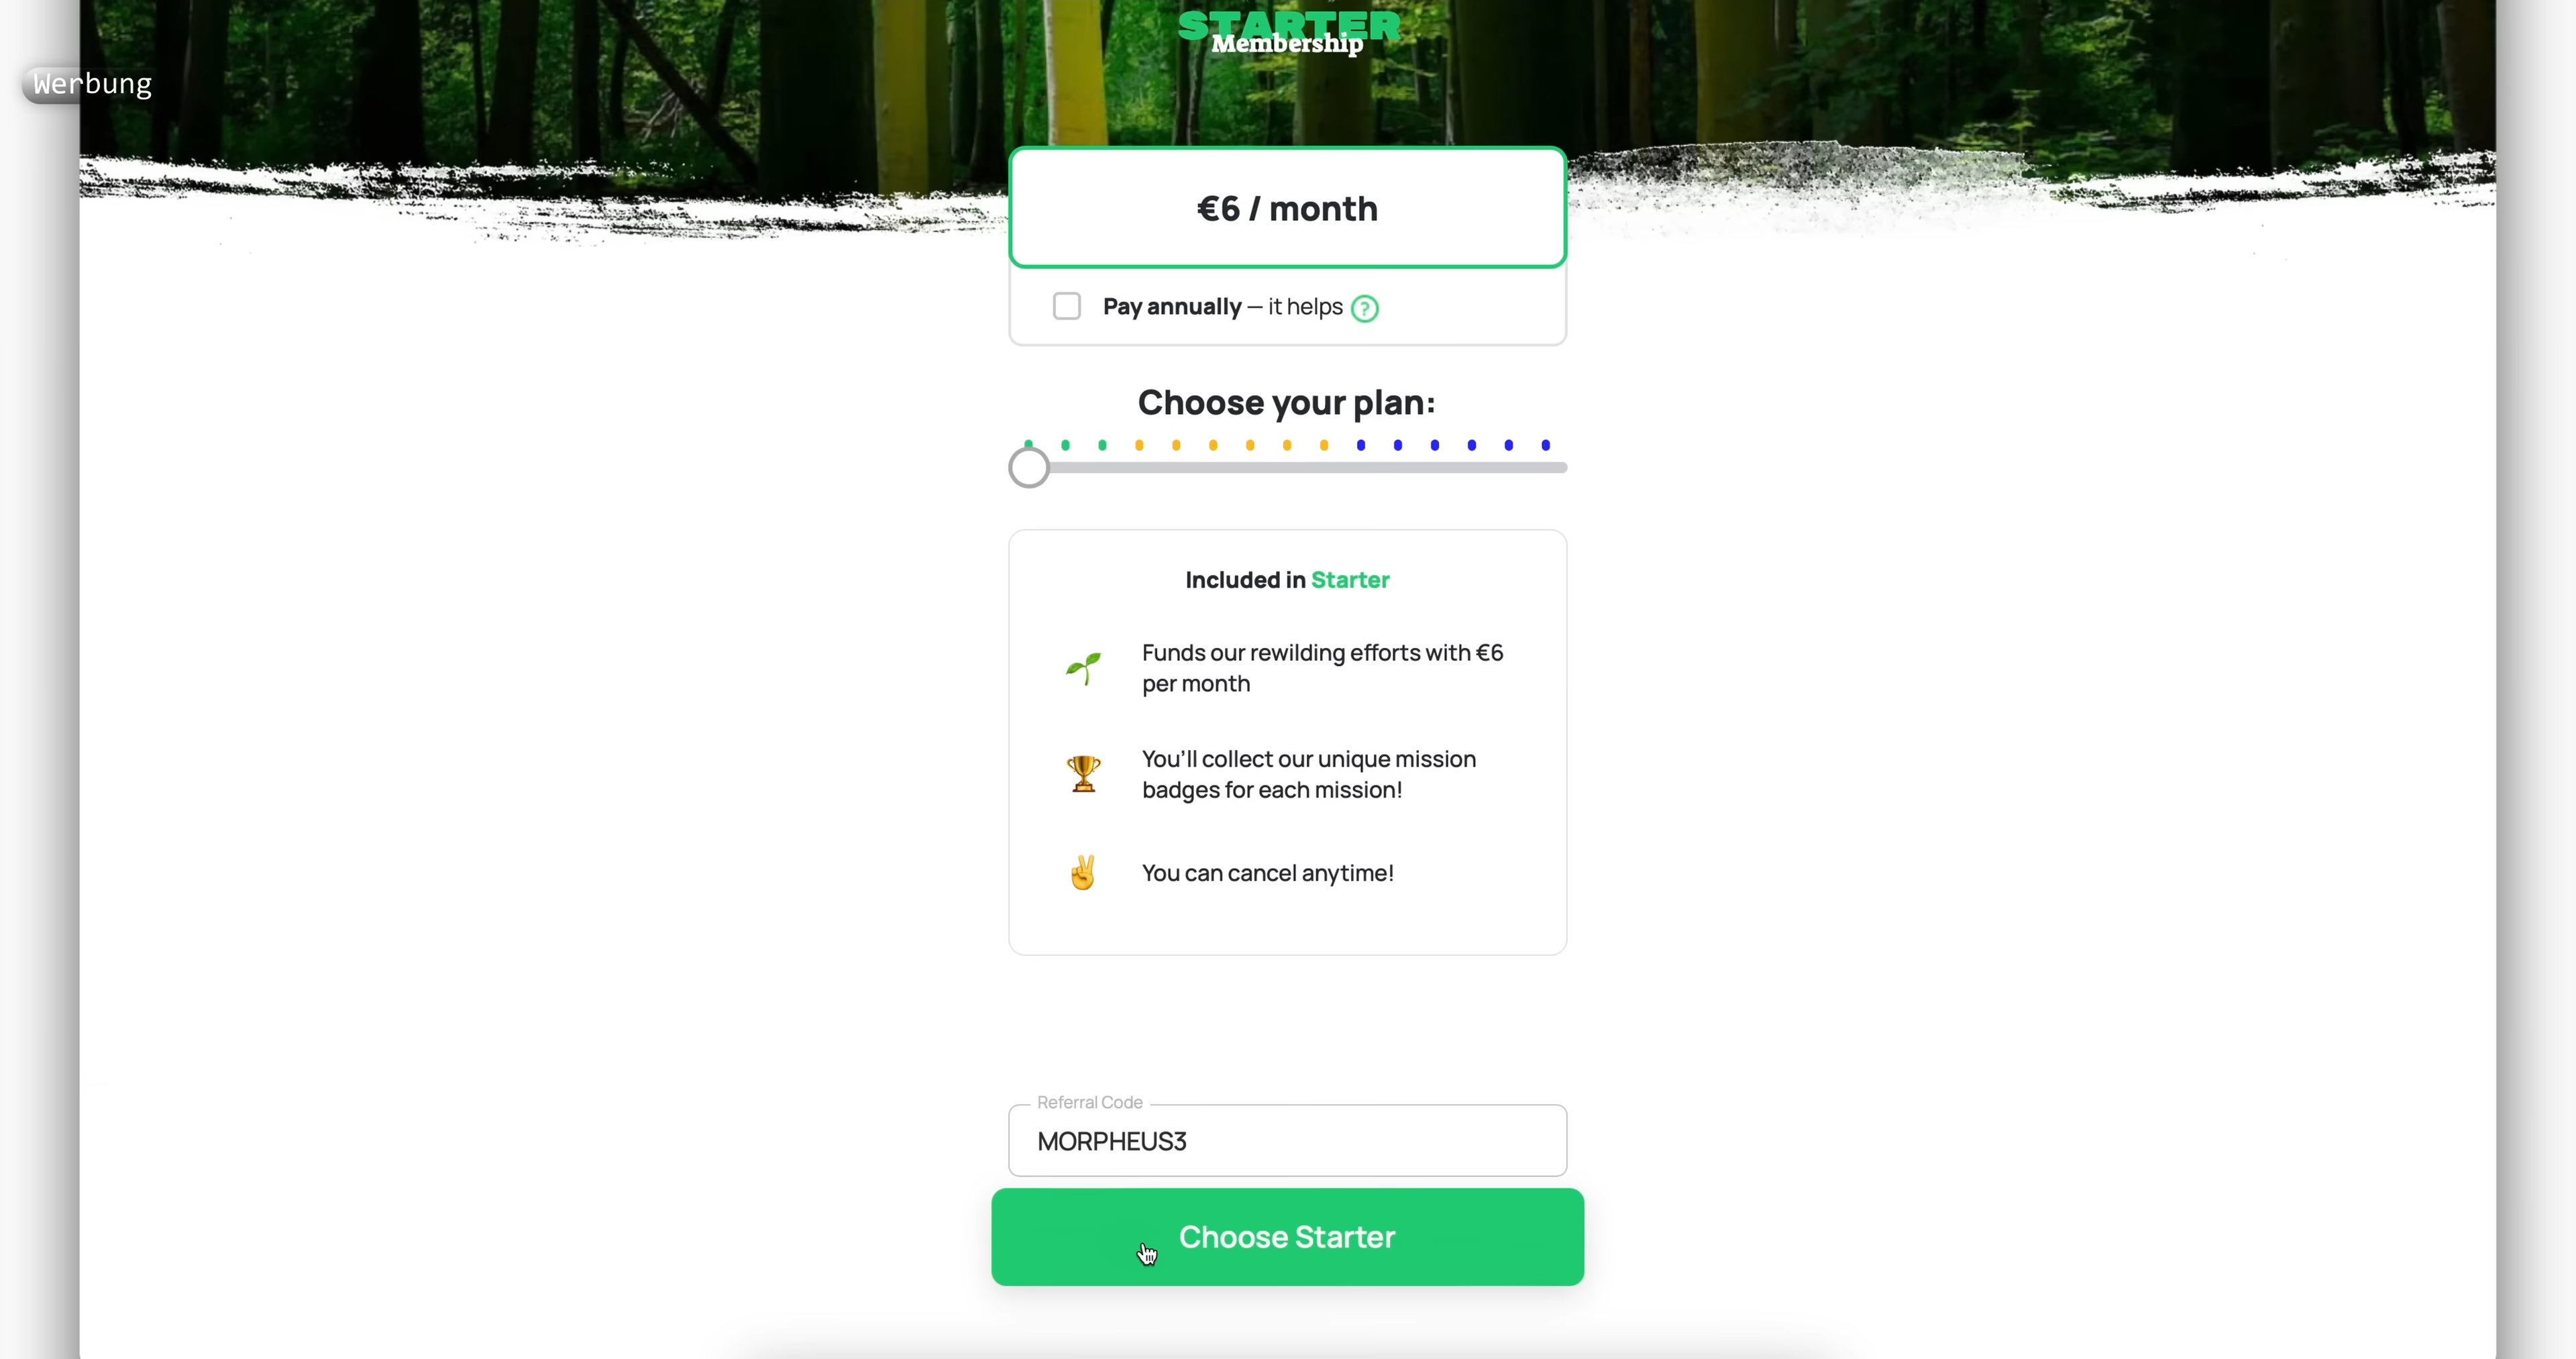 STARTER
Membership
Werbung
€6 / month
Pay annually – it helps ?
Choose your plan:
Included in Starter
Funds our rewilding efforts with €6
per month
You’ll collect our unique mission
badges for each mission!
You can cancel anytime!
Referral Code
MORPHEUS3
Choose Starter